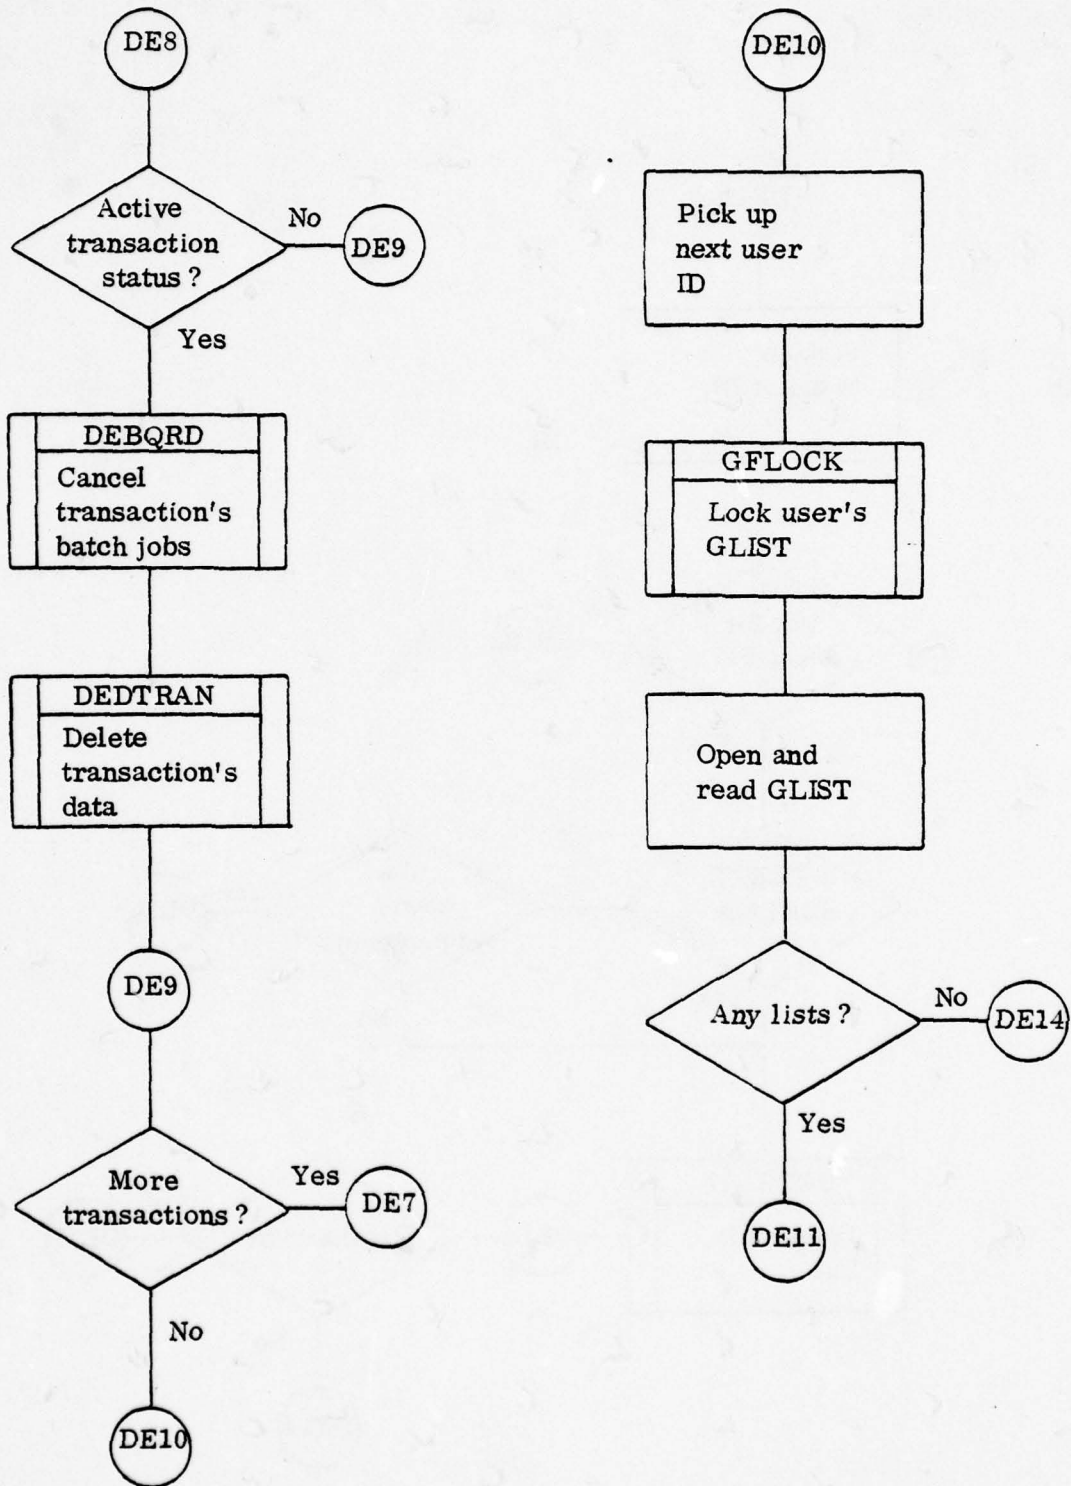 DE8
Active
transaction
status ?
No
DE9
Yes
DEBQRD
Cancel
transaction's
batch jobs
DEDTRAN
Delete
transaction's
data
DE9
More
transactions ?
Yes
DE7
No
DE10
DE10
Pick up
next user
ID
GFLOCK
Lock user's
GLIST
Open and
read GLIST
Any lists ?
No
DE14
Yes
DE11